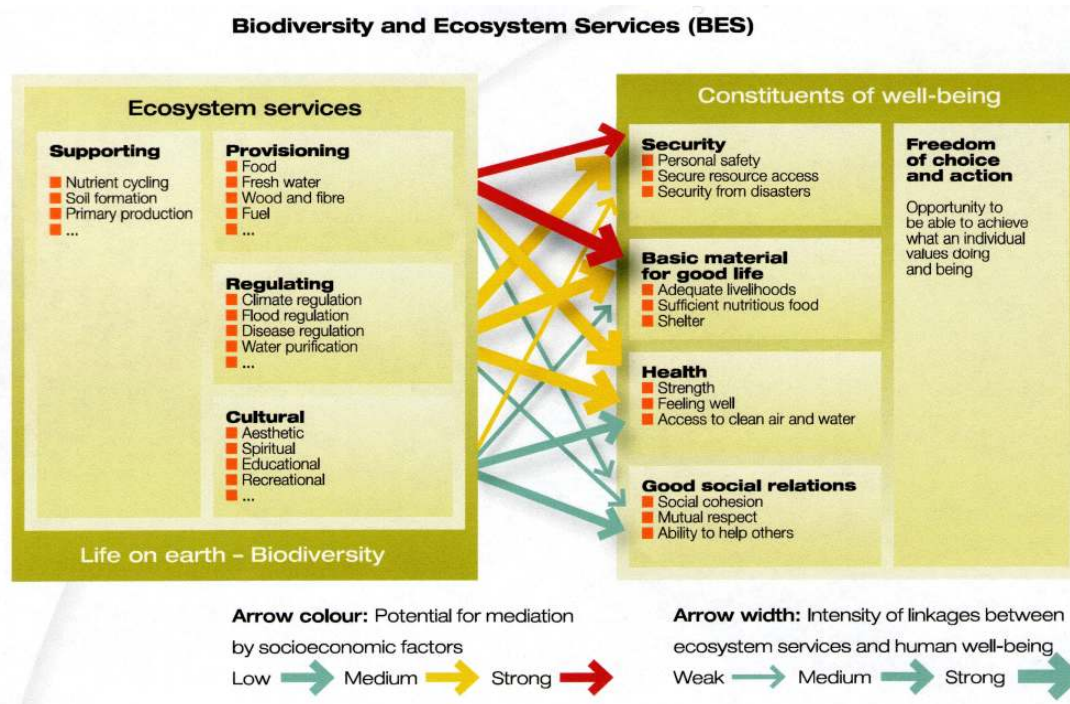 Biodiversity and Ecosystem Services (BES)
Ecosystem services
Supporting
Nutrient cycling
Soil formation
Primary production
...
Provisioning
Food
Fresh water
Wood and fibre
Fuel
...
Regulating
Climate regulation
Flood regulation
Disease regulation
Water purification
...
Cultural
Aesthetic
Spiritual
Educational
Recreational
...
Life on earth – Biodiversity
Constituents of well-being
Security
Personal safety
Secure resource access
Security from disasters
Basic material
for good life
Adequate livelihoods
Sufficient nutritious food
Shelter
Health
Strength
Feeling well
Access to clean air and water
Good social relations
Social cohesion
Mutual respect
Ability to help others
Freedom
of choice
and action
Opportunity to
be able to achieve
what an individual
values doing
and being
Arrow colour: Potential for mediation
by socioeconomic factors
Low Medium Strong
Arrow width: Intensity of linkages between
ecosystem services and human well-being
Weak Medium Strong